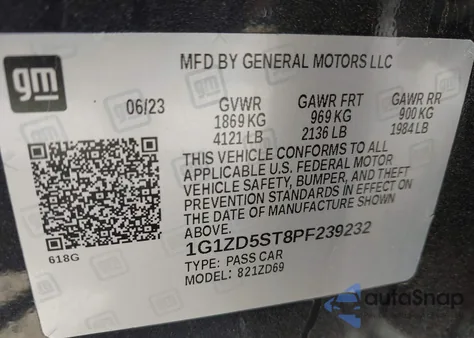 gm
MFD BY GENERAL MOTORS LLC
06/23 GVWR GAWR FRT GAWR RR
1869 KG 969 KG 900 KG
4121 LB 2136 LB 1984 LB
THIS VEHICLE CONFORMS TO ALL
APPLICABLE U.S. FEDERAL MOTOR
VEHICLE SAFETY, BUMPER, AND THEFT
PREVENTION STANDARDS IN EFFECT ON
THE DATE OF MANUFACTURE SHOWN
ABOVE.
1G1ZD5ST8PF239232
618G
TYPE: PASS CAR
MODEL: 821ZD69
autoSnap